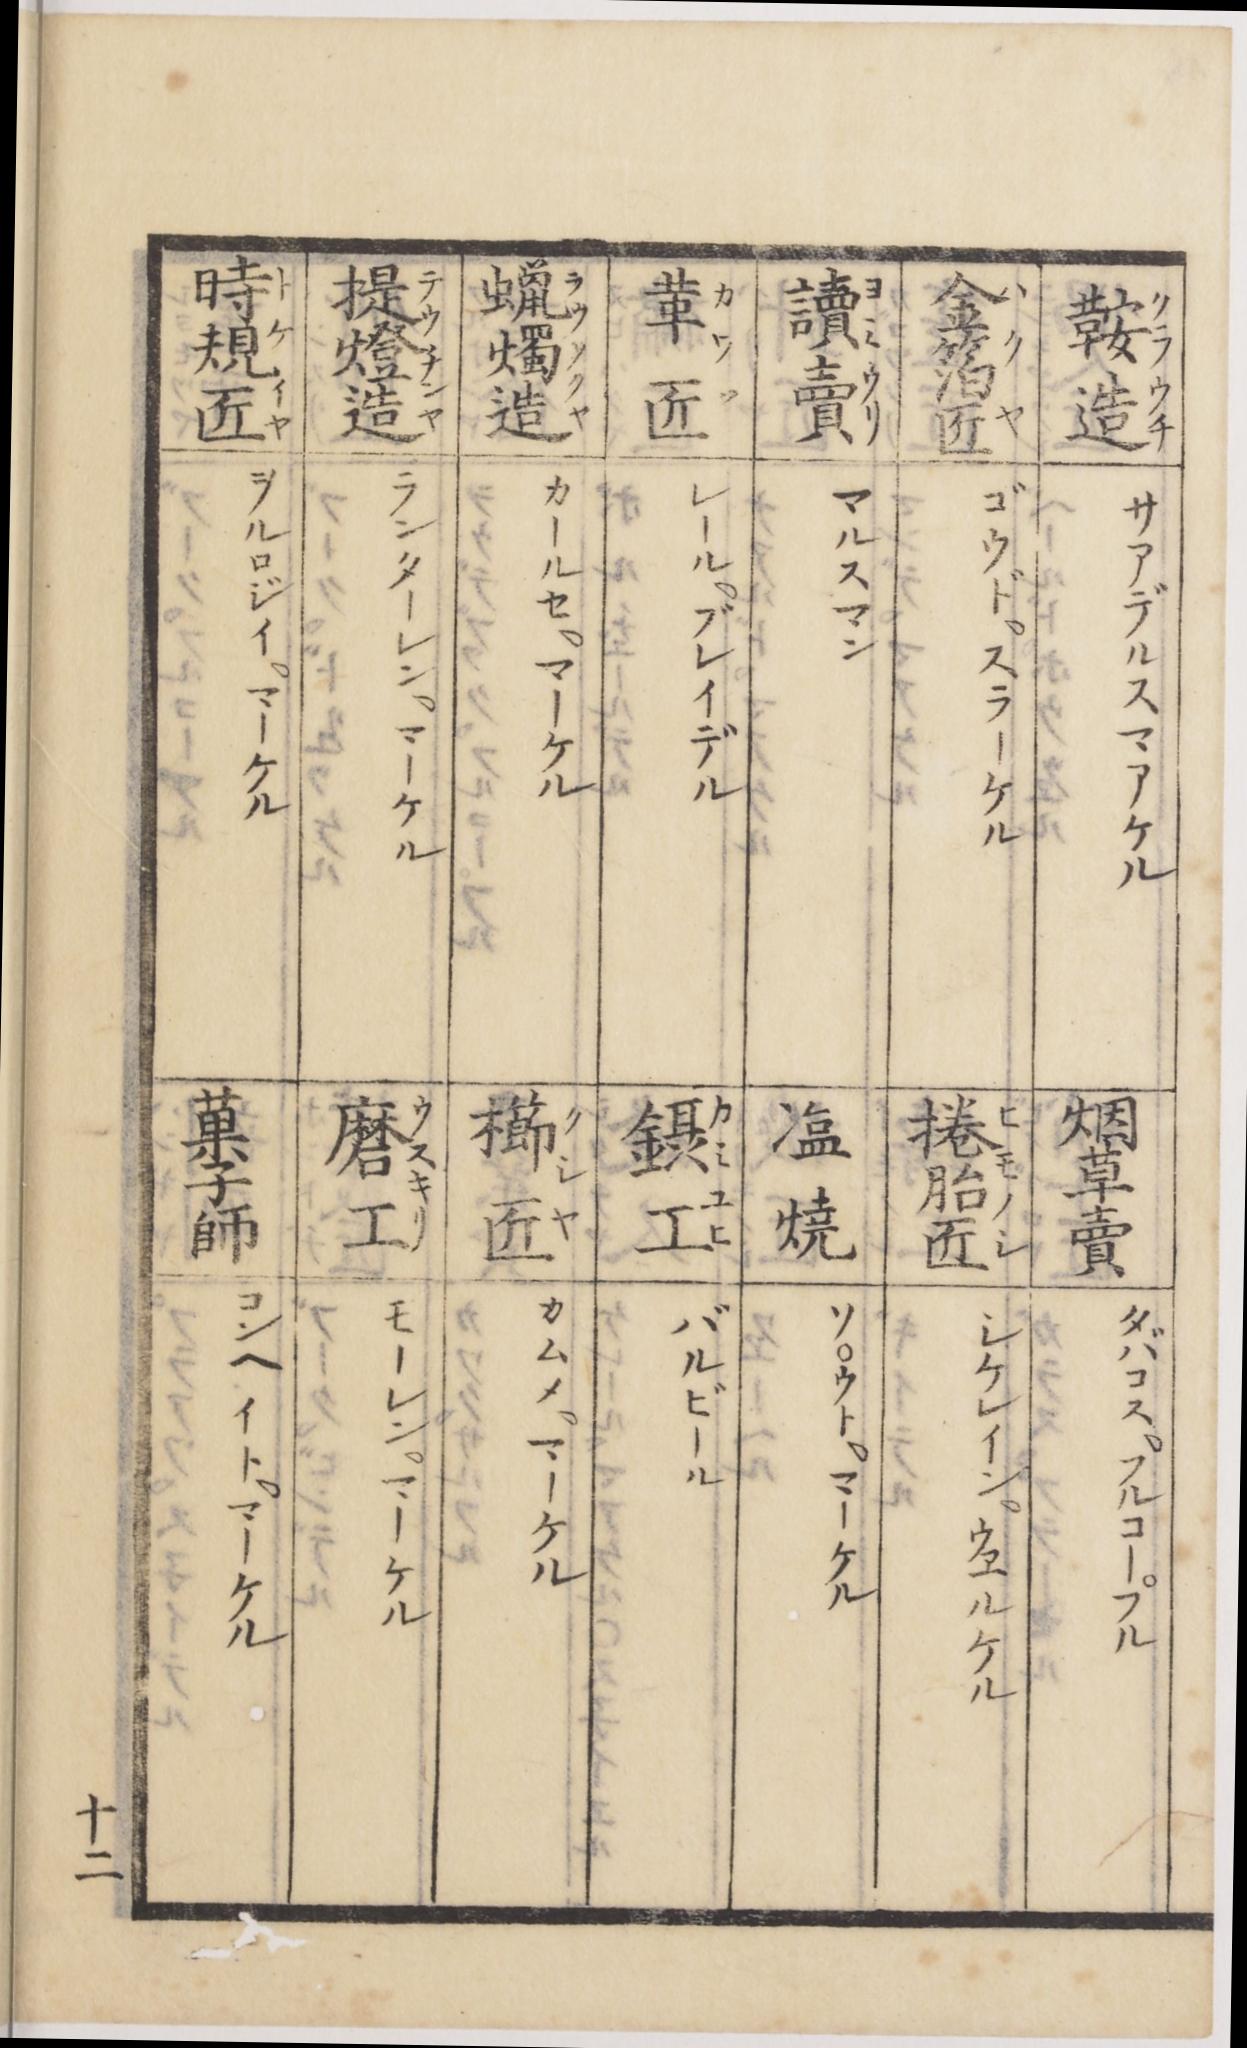 鞍造 クラウチ
サアデルスマアケル
金箔匠 ハクヤ
ゴウド。スラーケル
讀賣 ヨミウリ
マルスマン
革匠 カワヤ
レール。ブレイデル
蠟燭造 ラウソクヤ
カールセ。マーケル
提燈造 テウチンヤ
ランターレン。マーケル
時規匠 トケイヤ
ヲルロジイ。マーケル
烟草賣
タバコス。フルコープル
捲胎匠 ヒモノシ
シケレイン。ウヱルケル
塩燒
ソ。ウト。マーケル
鑷工 カミユヒ
バルビール
櫛匠 クシヤ
カムメ。マーケル
磨工 ウスキリ
モーレン。マーケル
菓子師
コンヘイト。マーケル
十二